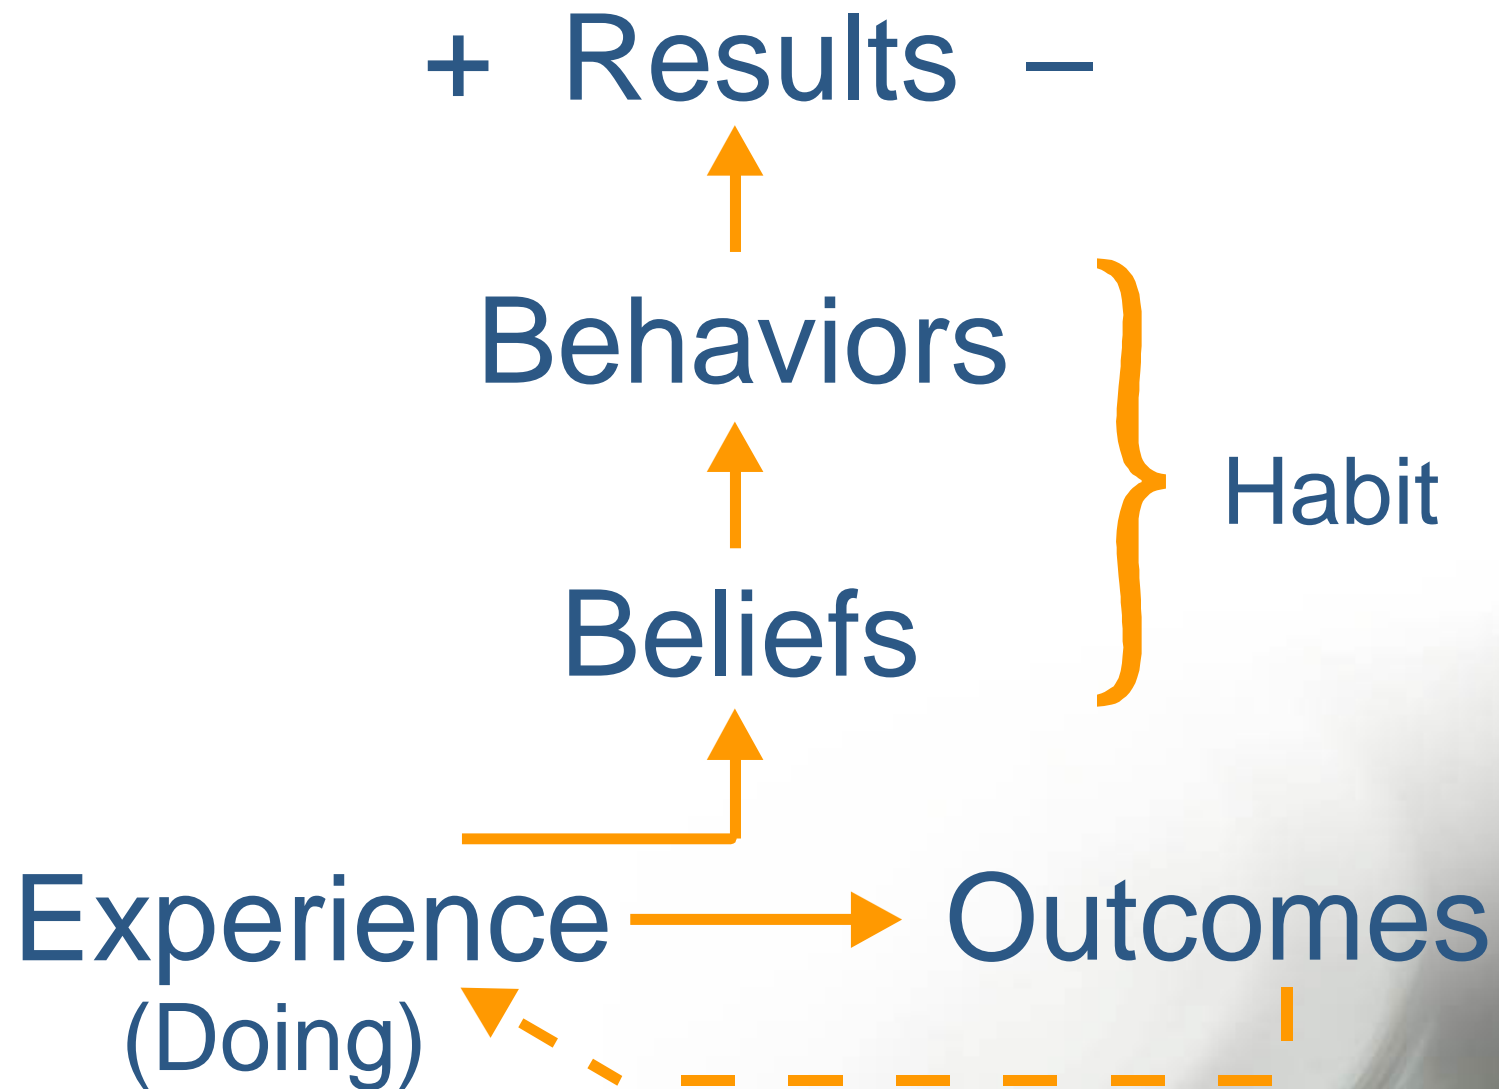 + Results –
Behaviors
Habit
Beliefs
Experience
Outcomes
(Doing)